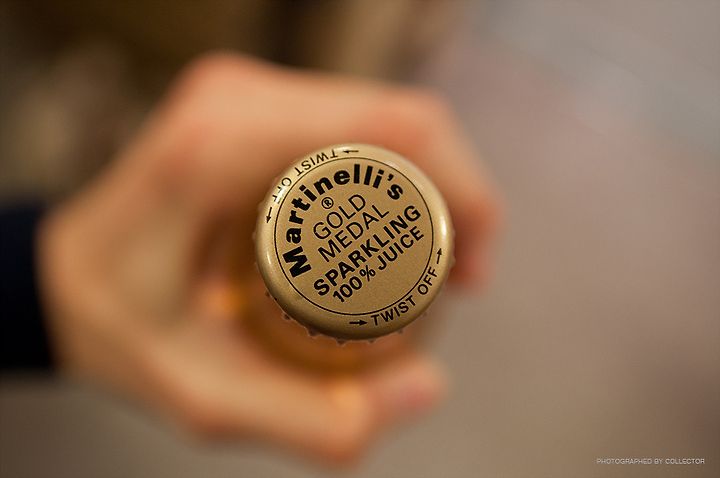 Martinelli's
®
GOLD
MEDAL
SPARKLING
100% JUICE
→ TWIST OFF →
← TWIST OFF ←
PHOTOGRAPHED BY COLLECTOR